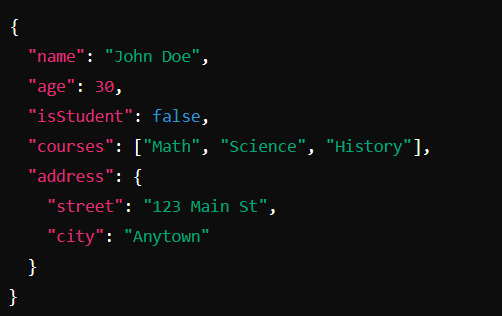 {
  "name": "John Doe",
  "age": 30,
  "isStudent": false,
  "courses": ["Math", "Science", "History"],
  "address": {
    "street": "123 Main St",
    "city": "Anytown"
  }
}